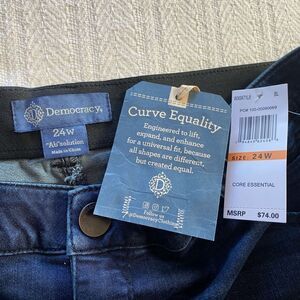 Democracy
24W
"Ab"solution
Made in China
Curve Equality
Engineered to lift,
expand, and enhance
for a universal fit, because
all shapes are different,
but created equal.
D
Follow us
@DemocracyClothing
SIZE: 24W
CORE ESSENTIAL
MSRP $74.00